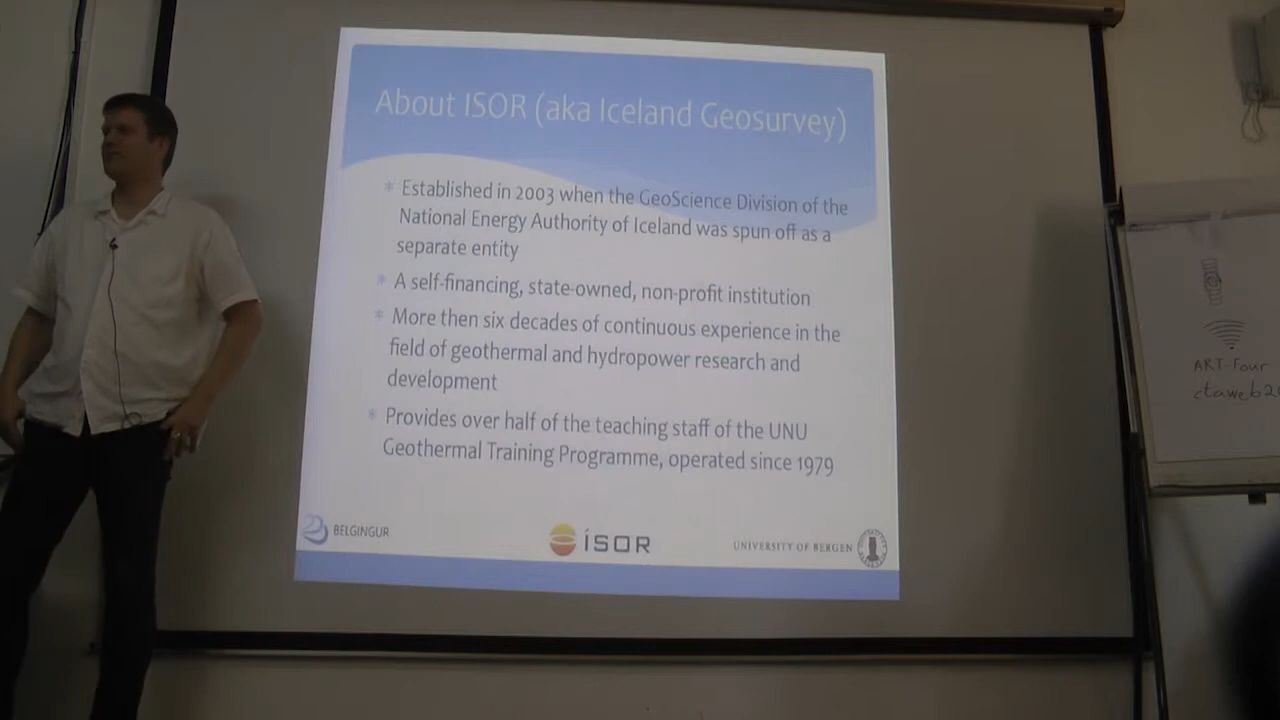 About ISOR (aka Iceland Geosurvey)
* Established in 2003 when the GeoScience Division of the
National Energy Authority of Iceland was spun off as a
separate entity
* A self-financing, state-owned, non-profit institution
* More then six decades of continuous experience in the
field of geothermal and hydropower research and
development
* Provides over half of the teaching staff of the UNU
Geothermal Training Programme, operated since 1979
BELGINGUR
ÍSOR
UNIVERSITY OF BERGEN
ART-Four
ctaweb2